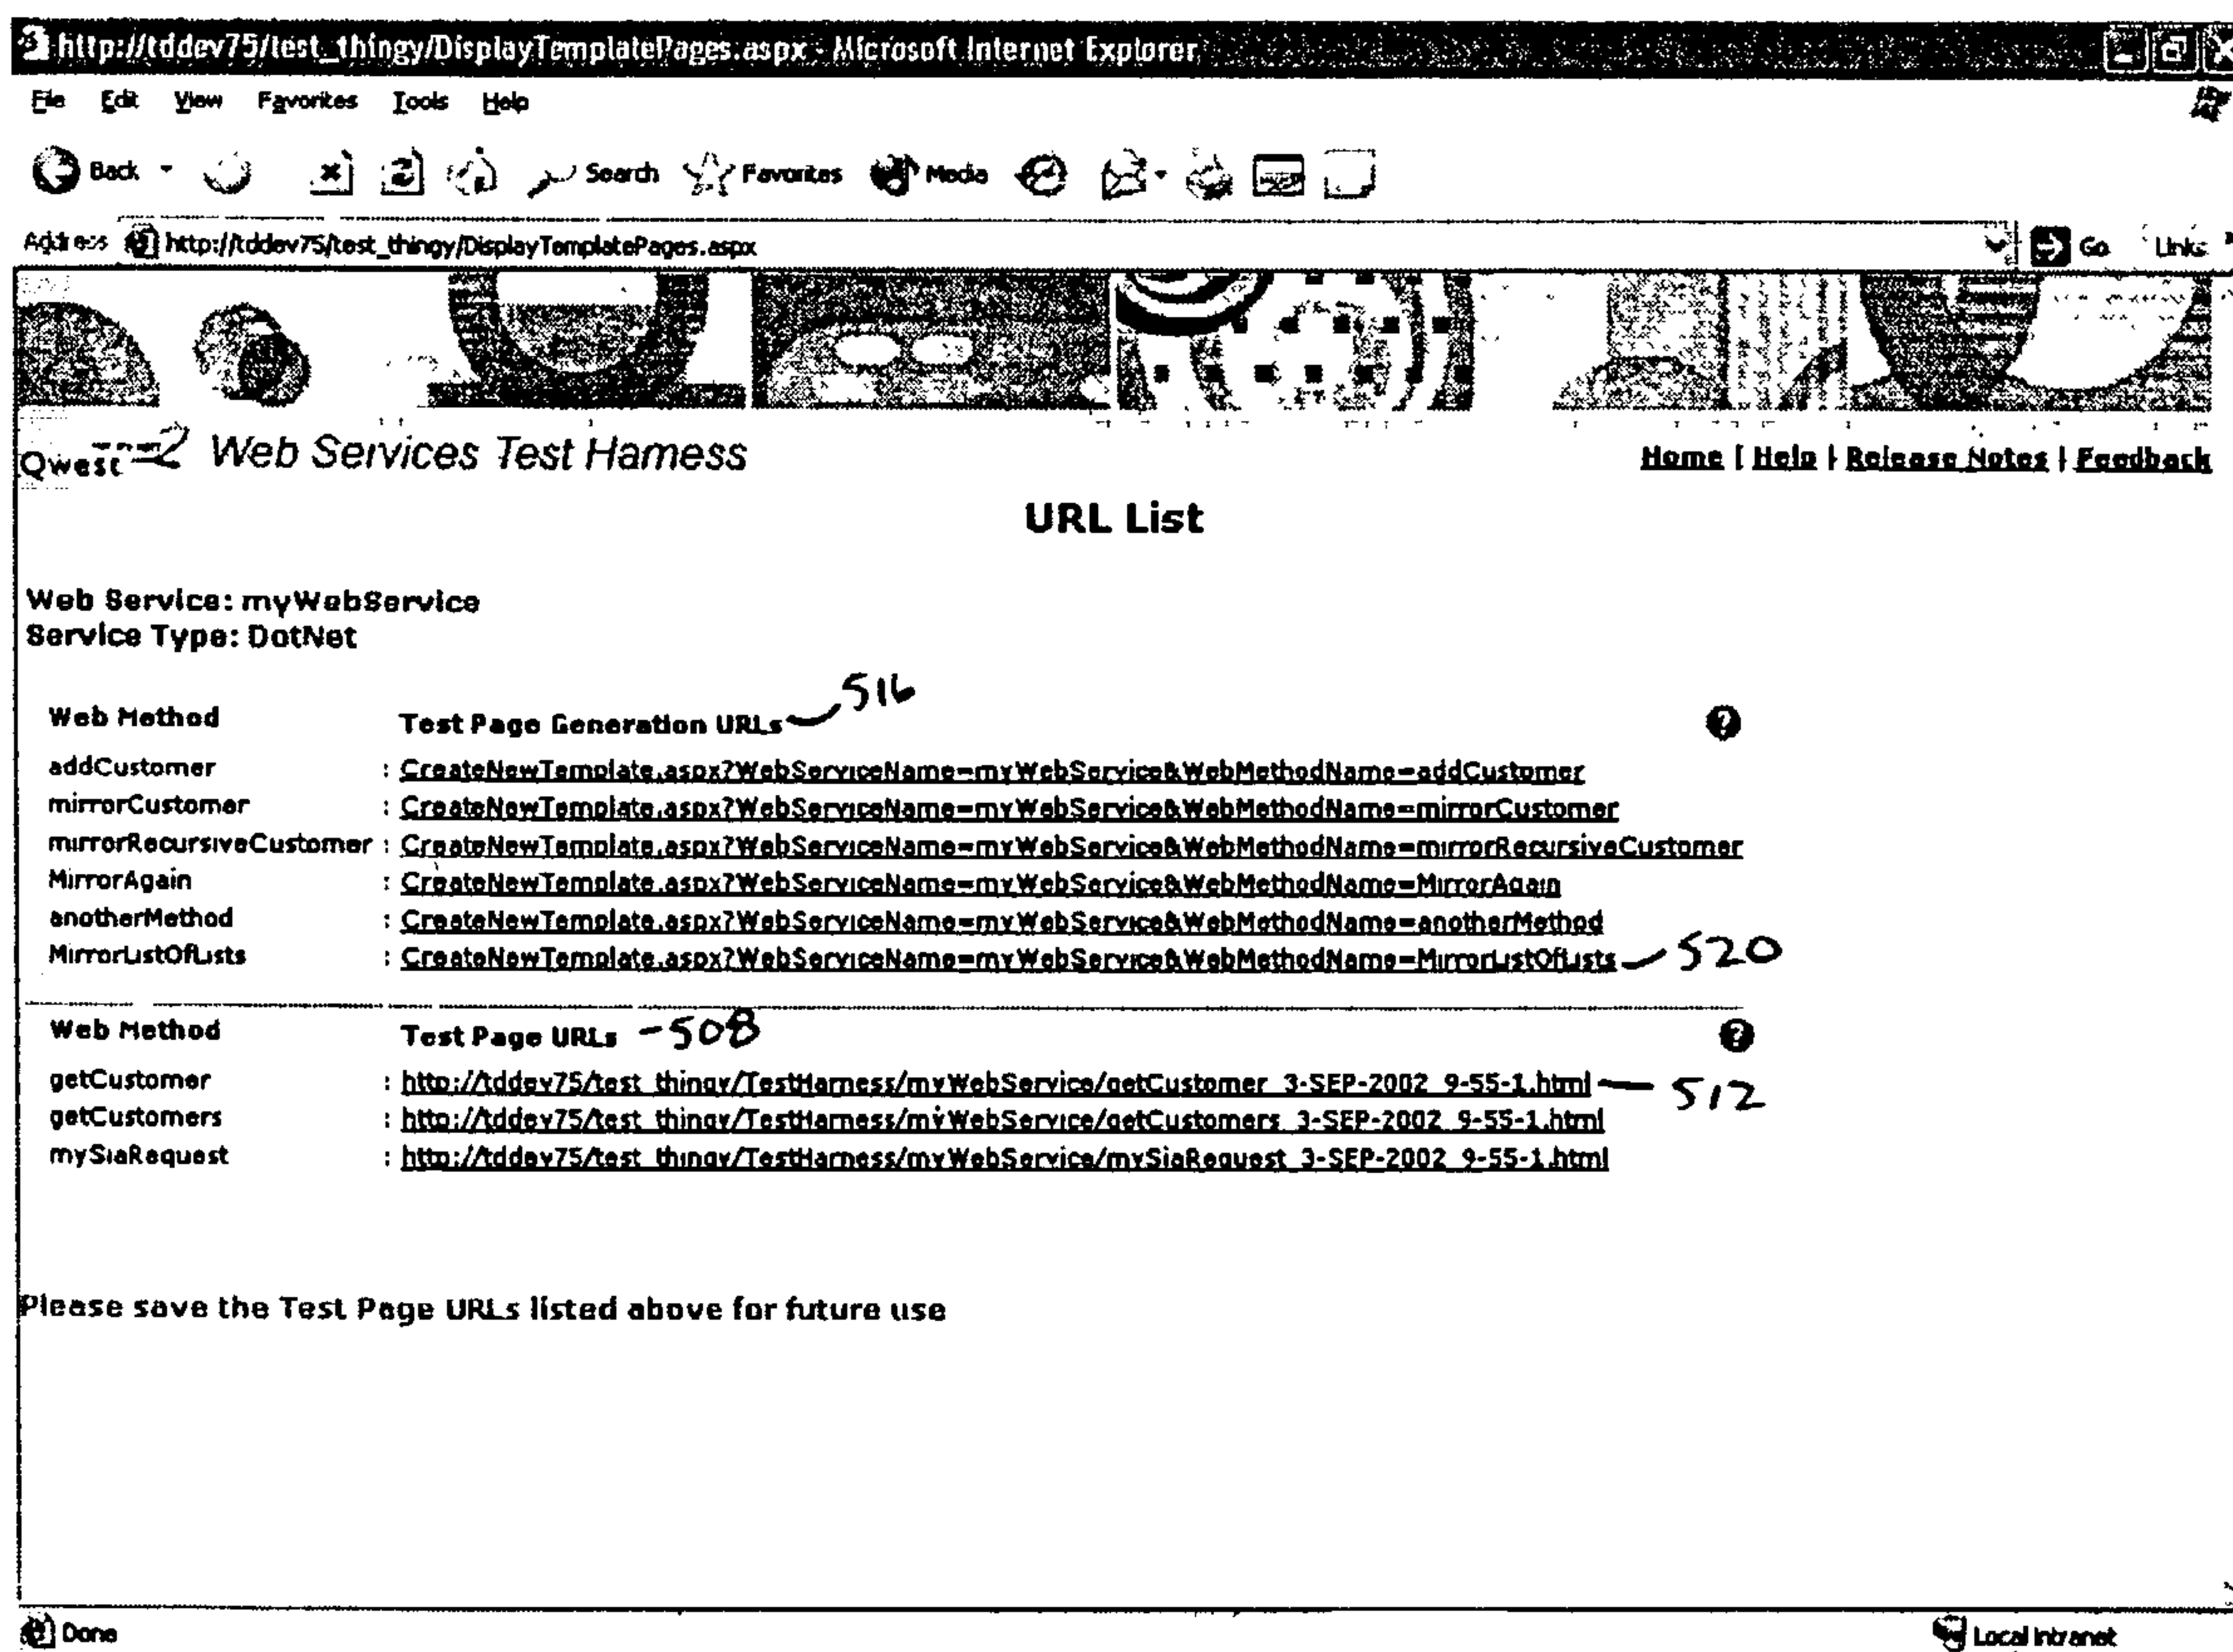 http://tddev75/test_thingy/DisplayTemplatePages.aspx - Microsoft Internet Explorer
File Edit View Favorites Tools Help
Back Search Favorites Media
Address http://tddev75/test_thingy/DisplayTemplatePages.aspx Go Links »
Qwest Web Services Test Harness Home | Help | Release Notes | Feedback
URL List
Web Service: myWebService
Service Type: DotNet
Web Method Test Page Generation URLs 516
addCustomer : CreateNewTemplate.aspx?WebServiceName=myWebService&WebMethodName=addCustomer
mirrorCustomer : CreateNewTemplate.aspx?WebServiceName=myWebService&WebMethodName=mirrorCustomer
mirrorRecursiveCustomer : CreateNewTemplate.aspx?WebServiceName=myWebService&WebMethodName=mirrorRecursiveCustomer
MirrorAgain : CreateNewTemplate.aspx?WebServiceName=myWebService&WebMethodName=MirrorAgain
anotherMethod : CreateNewTemplate.aspx?WebServiceName=myWebService&WebMethodName=anotherMethod
MirrorListOfLists : CreateNewTemplate.aspx?WebServiceName=myWebService&WebMethodName=MirrorListOfLists 520
Web Method Test Page URLs 508
getCustomer : http://tddev75/test_thingy/TestHarness/myWebService/getCustomer_3-SEP-2002_9-55-1.html 512
getCustomers : http://tddev75/test_thingy/TestHarness/myWebService/getCustomers_3-SEP-2002_9-55-1.html
mySiaRequest : http://tddev75/test_thingy/TestHarness/myWebService/mySiaRequest_3-SEP-2002_9-55-1.html
Please save the Test Page URLs listed above for future use
Done Local intranet